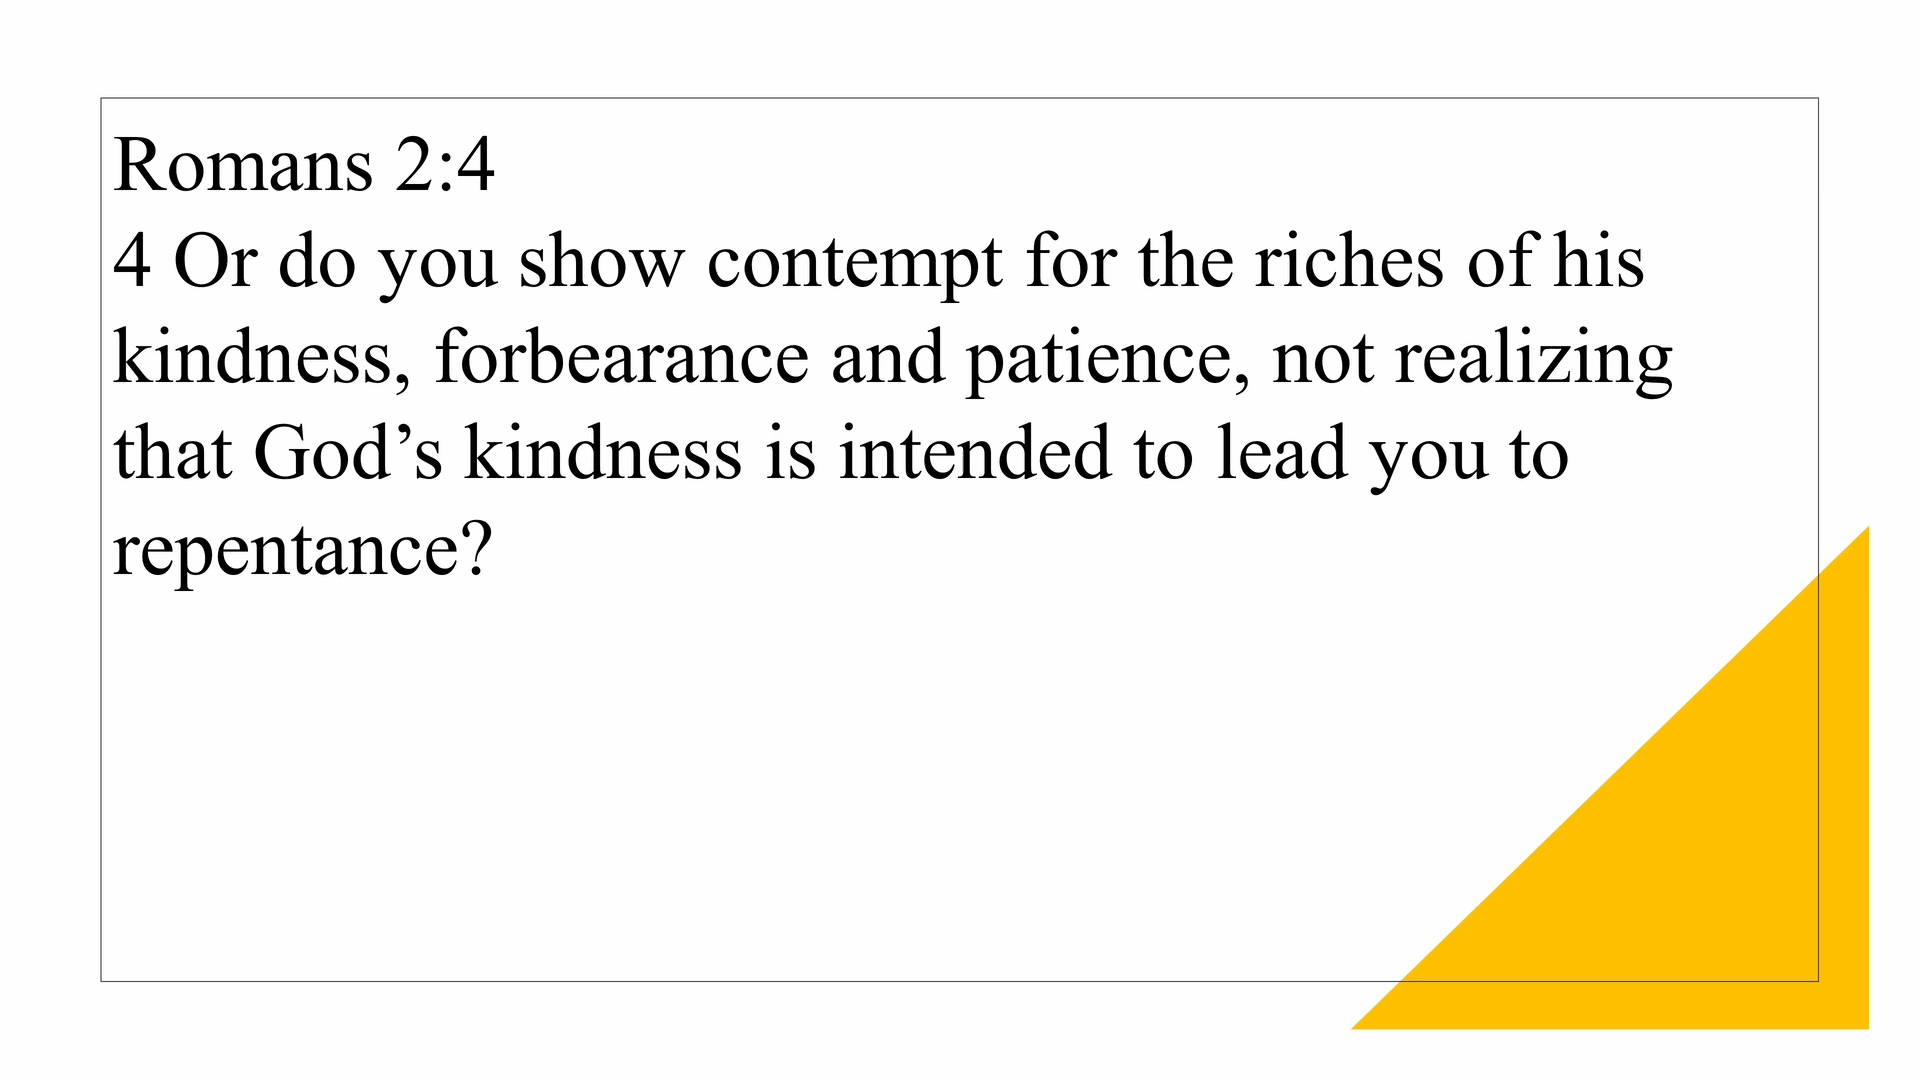 Romans 2:4
4 Or do you show contempt for the riches of his
kindness, forbearance and patience, not realizing
that God’s kindness is intended to lead you to
repentance?